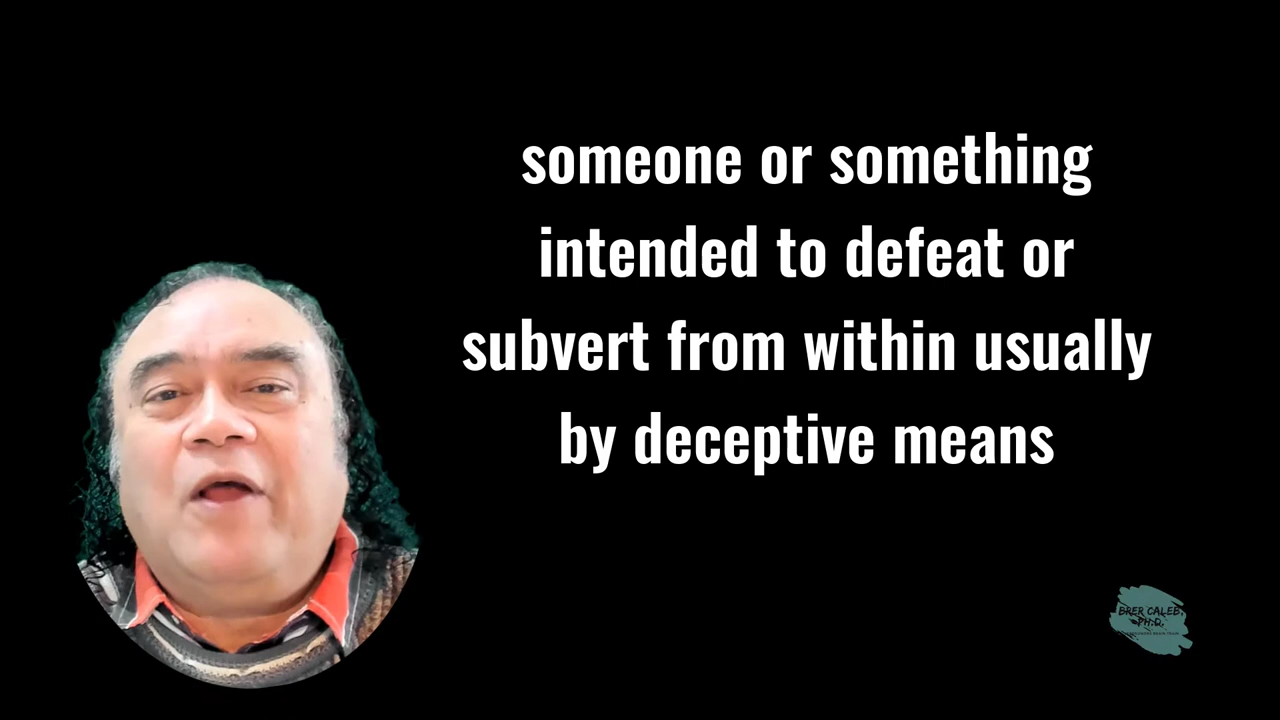 someone or something
intended to defeat or
subvert from within usually
by deceptive means
BRER CALEB,
PH.D.